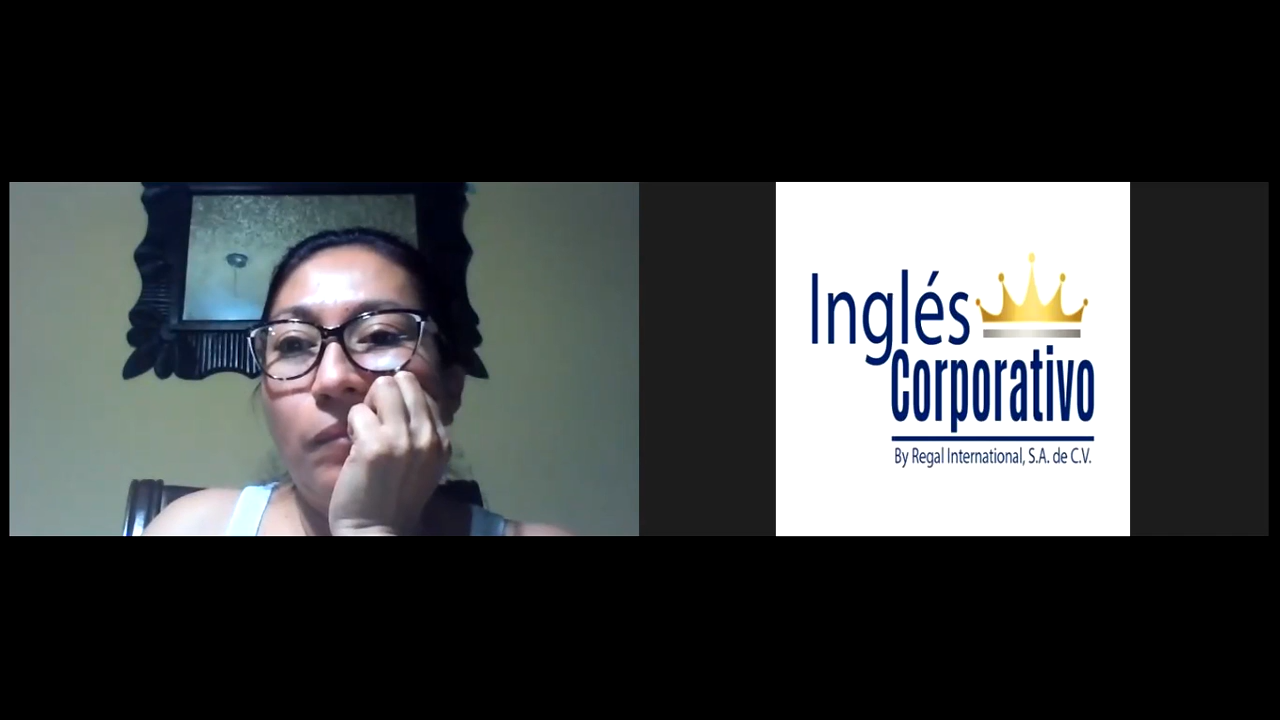 Inglés
Corporativo
By Regal International, S.A. de C.V.